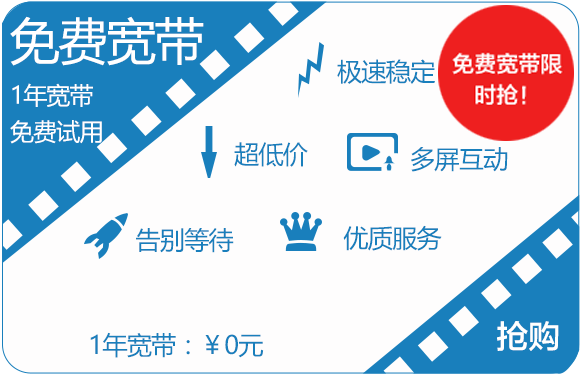 免费宽带
1年宽带
免费试用
极速稳定
免费宽带限
时抢！
超低价
多屏互动
告别等待
优质服务
1年宽带：￥0元
抢购